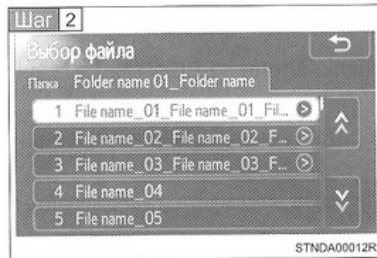 Шаг 2
Выбор файла
Папка Folder name 01_Folder name
1 File name_01_File name_01_Fil...
2 File name_02_File name_02_F...
3 File name_03_File name_03_F...
4 File name_04
5 File name_05
STNDA00012R